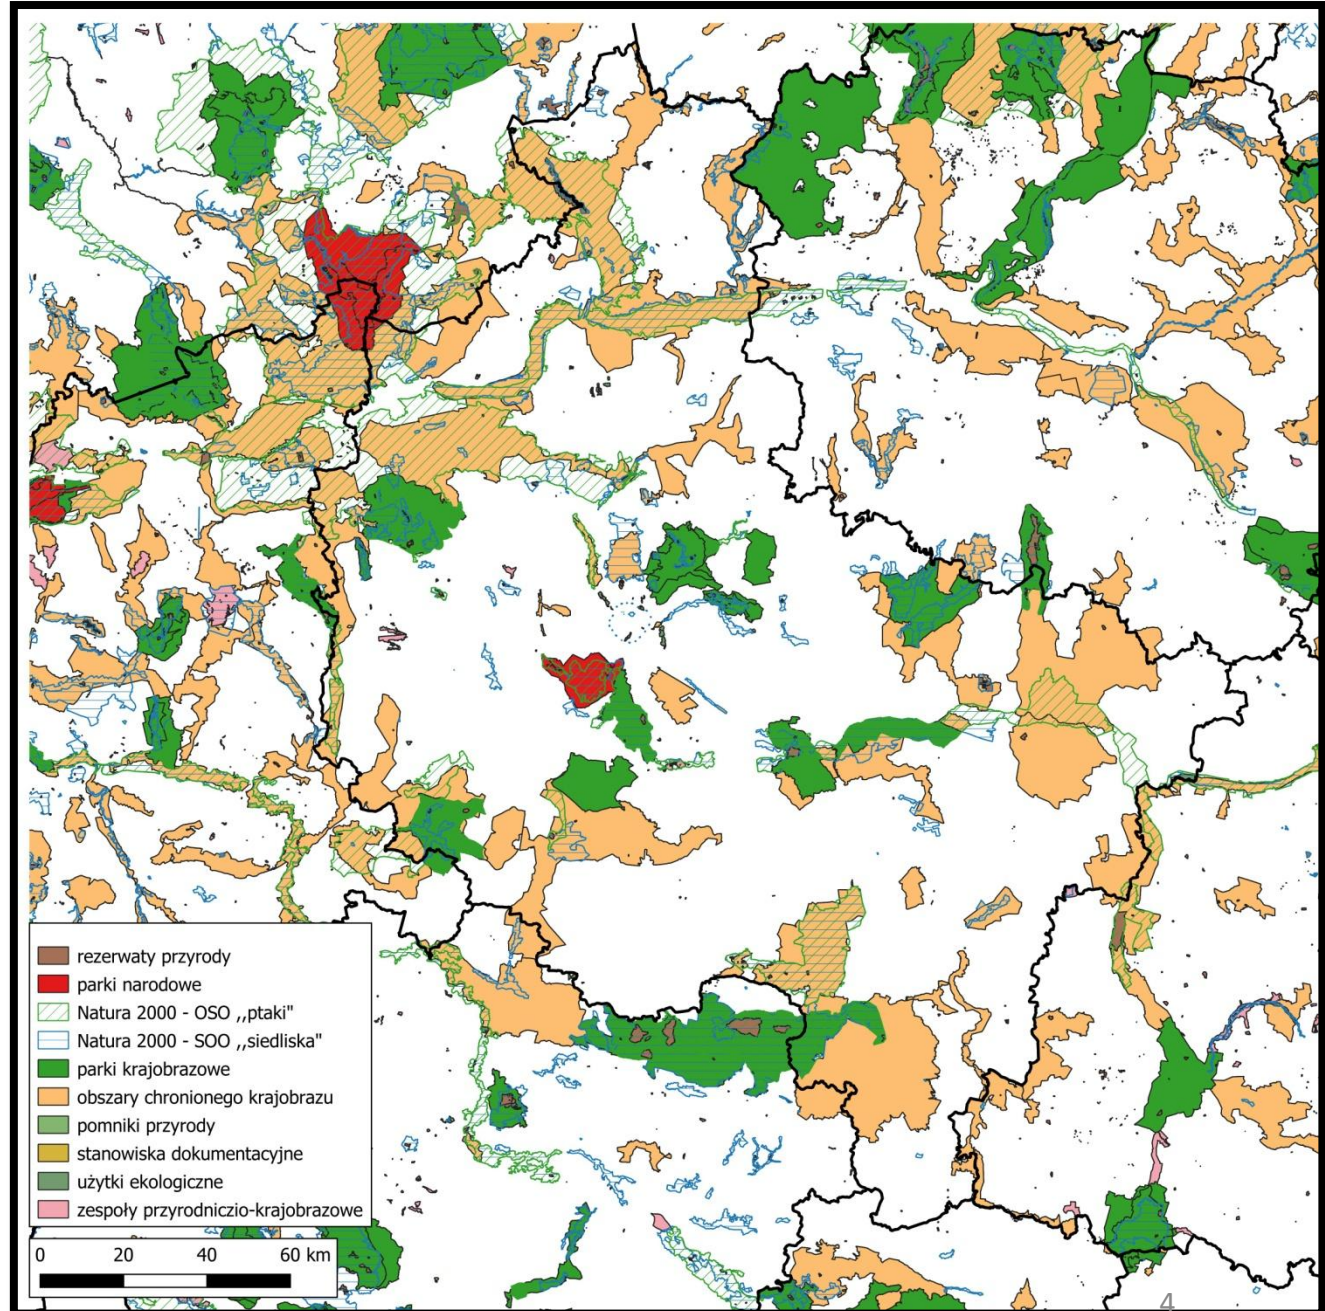 rezerwaty przyrody
parki narodowe
Natura 2000 - OSO ,,ptaki"
Natura 2000 - SOO ,,siedliska"
parki krajobrazowe
obszary chronionego krajobrazu
pomniki przyrody
stanowiska dokumentacyjne
użytki ekologiczne
zespoły przyrodniczio-krajobrazowe
0 20 40 60 km
4